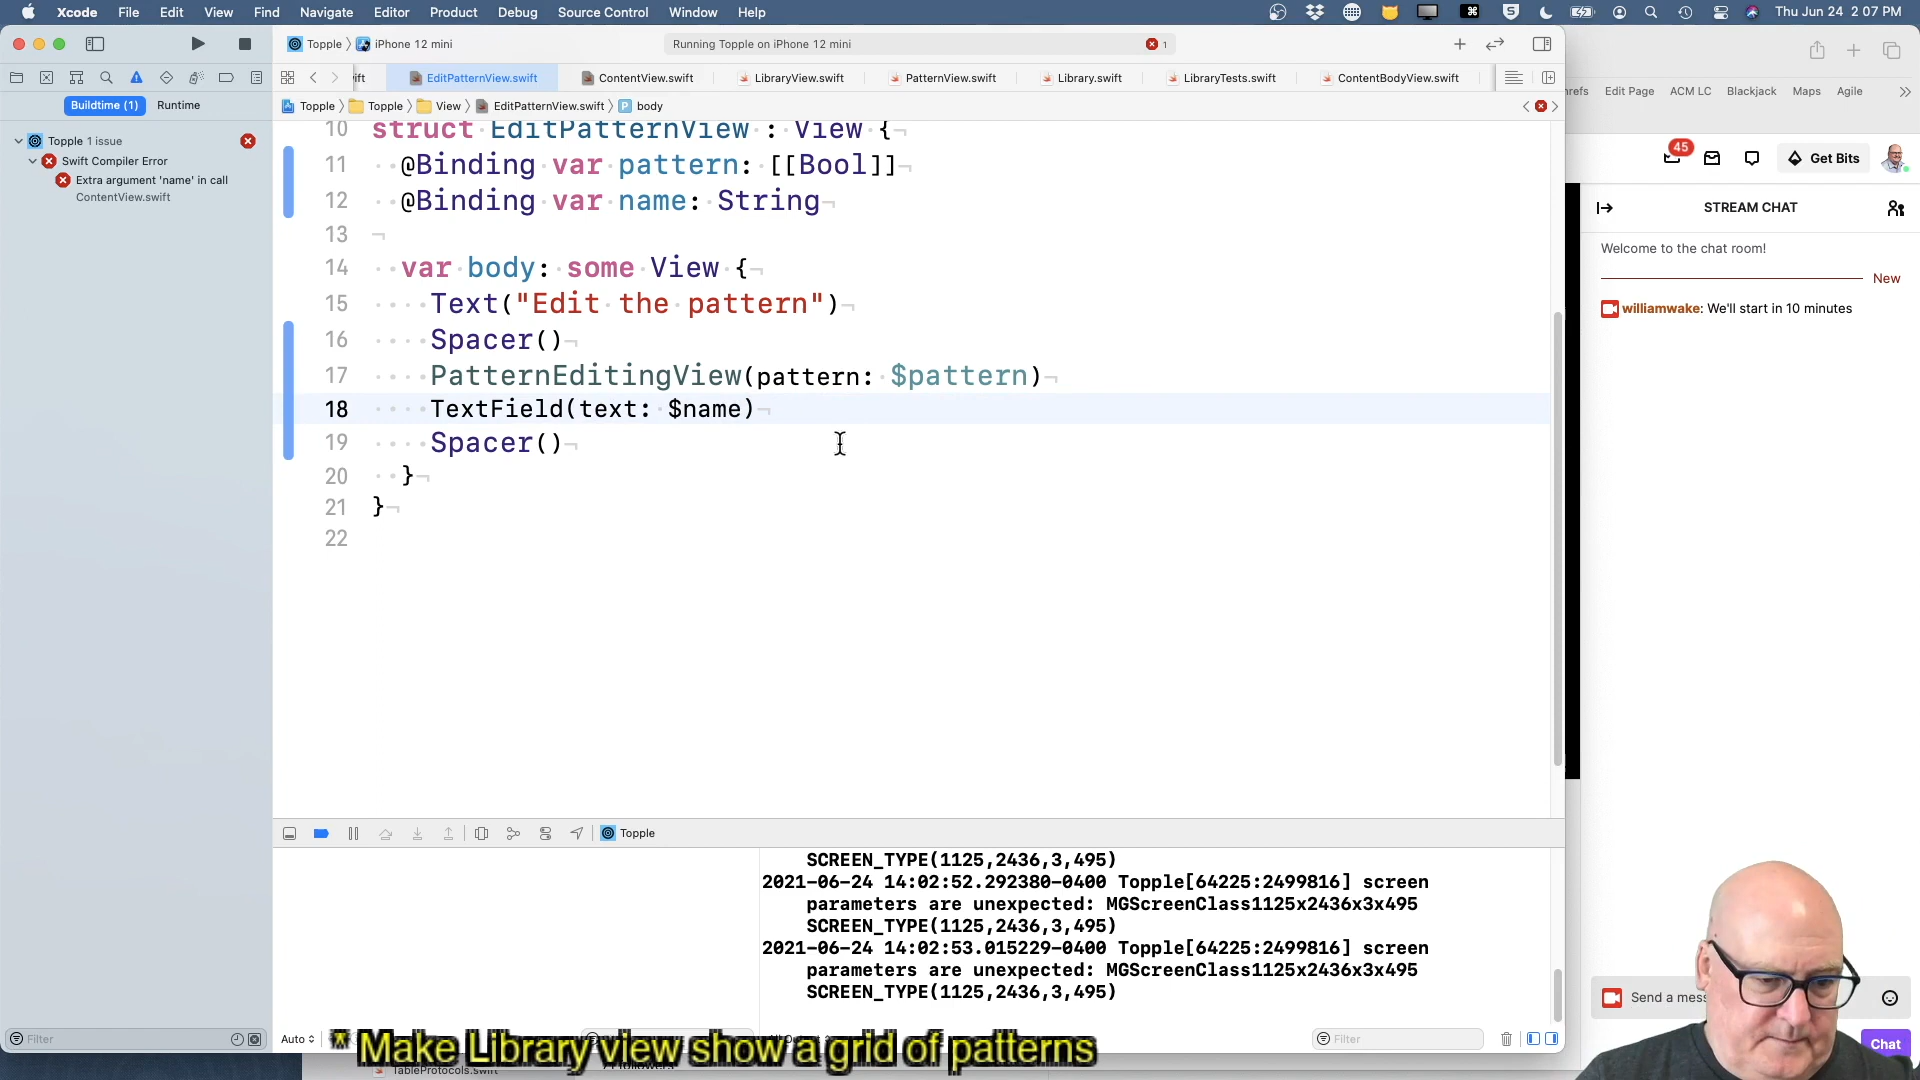 Xcode File Edit View Find Navigate Editor Product Debug Source Control Window Help
Thu Jun 24 2:07 PM
Topple iPhone 12 mini
Running Topple on iPhone 12 mini
1
ift EditPatternView.swift ContentView.swift LibraryView.swift PatternView.swift Library.swift LibraryTests.swift ContentBodyView.swift
Buildtime (1) Runtime
Topple Topple View EditPatternView.swift P body
Topple 1 issue
Swift Compiler Error
Extra argument 'name' in call
ContentView.swift
10 struct EditPatternView : View {
11 @Binding var pattern: [[Bool]]
12 @Binding var name: String
13
14 var body: some View {
15 Text("Edit the pattern")
16 Spacer()
17 PatternEditingView(pattern: $pattern)
18 TextField(text: $name)
19 Spacer()
20 }
21 }
22
Topple
SCREEN_TYPE(1125,2436,3,495)
2021-06-24 14:02:52.292380-0400 Topple[64225:2499816] screen
parameters are unexpected: MGScreenClass1125x2436x3x495
SCREEN_TYPE(1125,2436,3,495)
2021-06-24 14:02:53.015229-0400 Topple[64225:2499816] screen
parameters are unexpected: MGScreenClass1125x2436x3x495
SCREEN_TYPE(1125,2436,3,495)
Filter
Auto
Filter
* Make Library view show a grid of patterns
TableProtocols.swift
hrefs Edit Page ACM LC Blackjack Maps Agile
45
Get Bits
STREAM CHAT
Welcome to the chat room!
New
williamwake: We'll start in 10 minutes
Send a mess
Chat